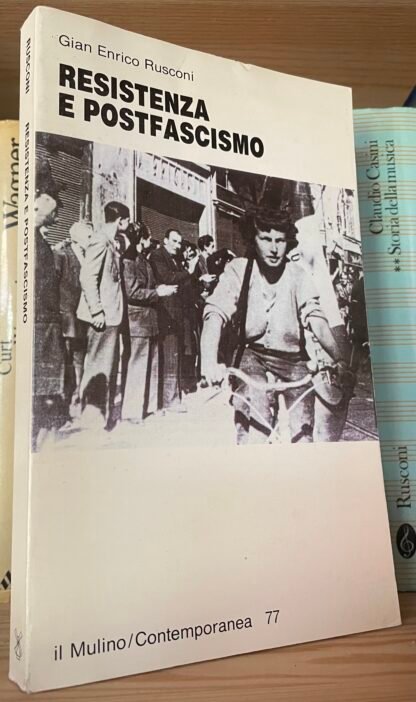 Gian Enrico Rusconi
RESISTENZA
E POSTFASCISMO
il Mulino/Contemporanea 77
RUSCONI RESISTENZA E POSTFASCISMO
Wagner
Curt
Claudio Casini
** Storia della musica
Rusconi